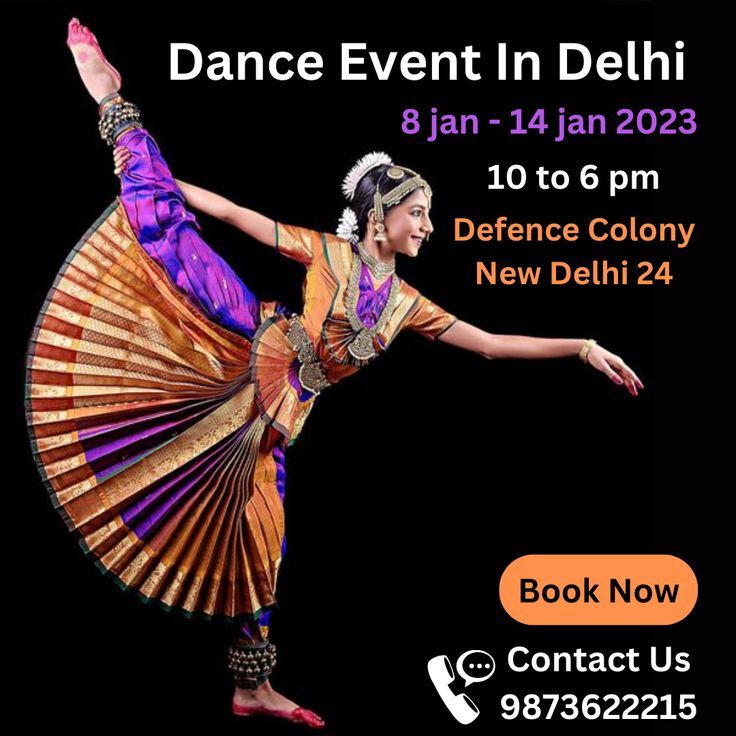 Dance Event In Delhi
8 jan - 14 jan 2023
10 to 6 pm
Defence Colony
New Delhi 24
Book Now
Contact Us
9873622215